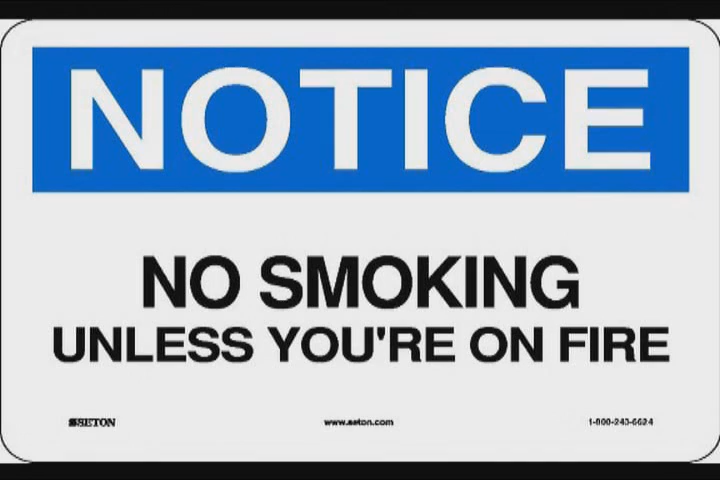 NOTICE
NO SMOKING
UNLESS YOU'RE ON FIRE
SETON www.seton.com 1-800-243-6624